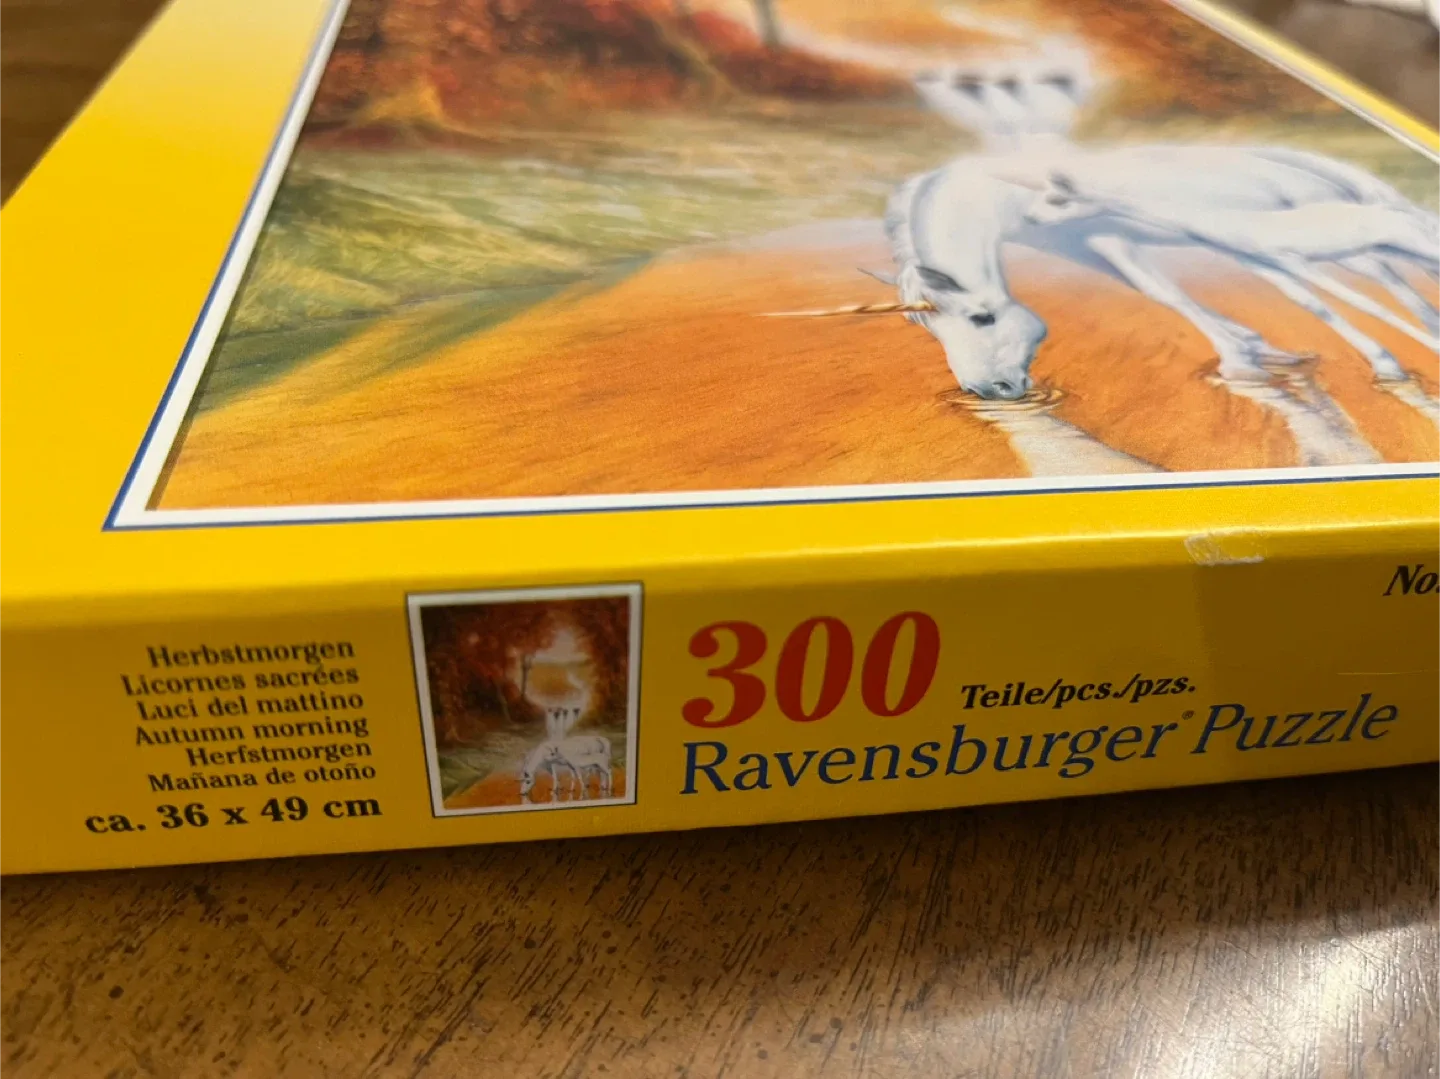 Herbstmorgen
Licornes sacrées
Luci del mattino
Autumn morning
Herfstmorgen
Mañana de otoño
ca. 36 x 49 cm
300 Teile/pcs./pzs.
Ravensburger® Puzzle
No.